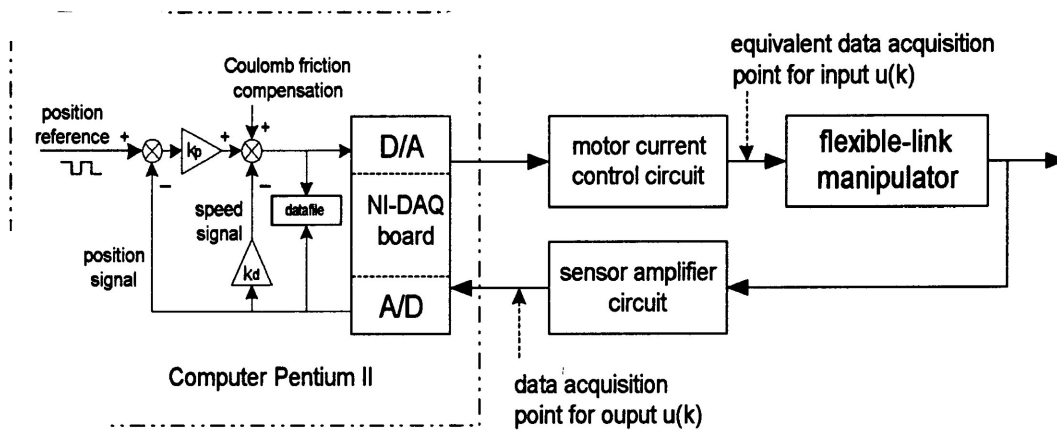 equivalent data acquisition
point for input u(k)
Coulomb friction
compensation
position
reference
+
kp
+
+
D/A
motor current
control circuit
flexible-link
manipulator
−
−
datafile
NI-DAQ
board
speed
signal
position
signal
kd
A/D
sensor amplifier
circuit
Computer Pentium II
data acquisition
point for ouput u(k)